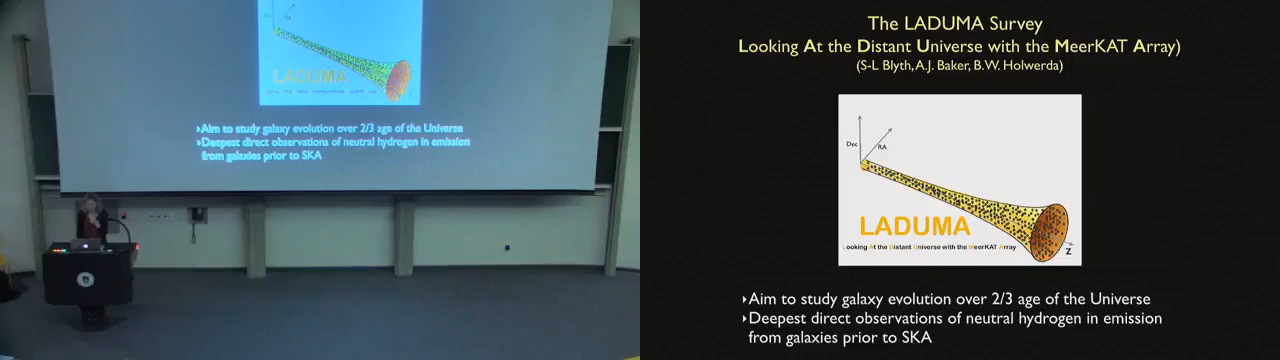 LADUMA
Aim to study galaxy evolution over 2/3 age of the Universe
Deepest direct observations of neutral hydrogen in emission
from galaxies prior to SKA
The LADUMA Survey
Looking At the Distant Universe with the MeerKAT Array)
(S-L Blyth, A.J. Baker, B.W. Holwerda)
Dec
RA
LADUMA
Looking At the Distant Universe with the MeerKAT Array
Z
Aim to study galaxy evolution over 2/3 age of the Universe
Deepest direct observations of neutral hydrogen in emission
from galaxies prior to SKA